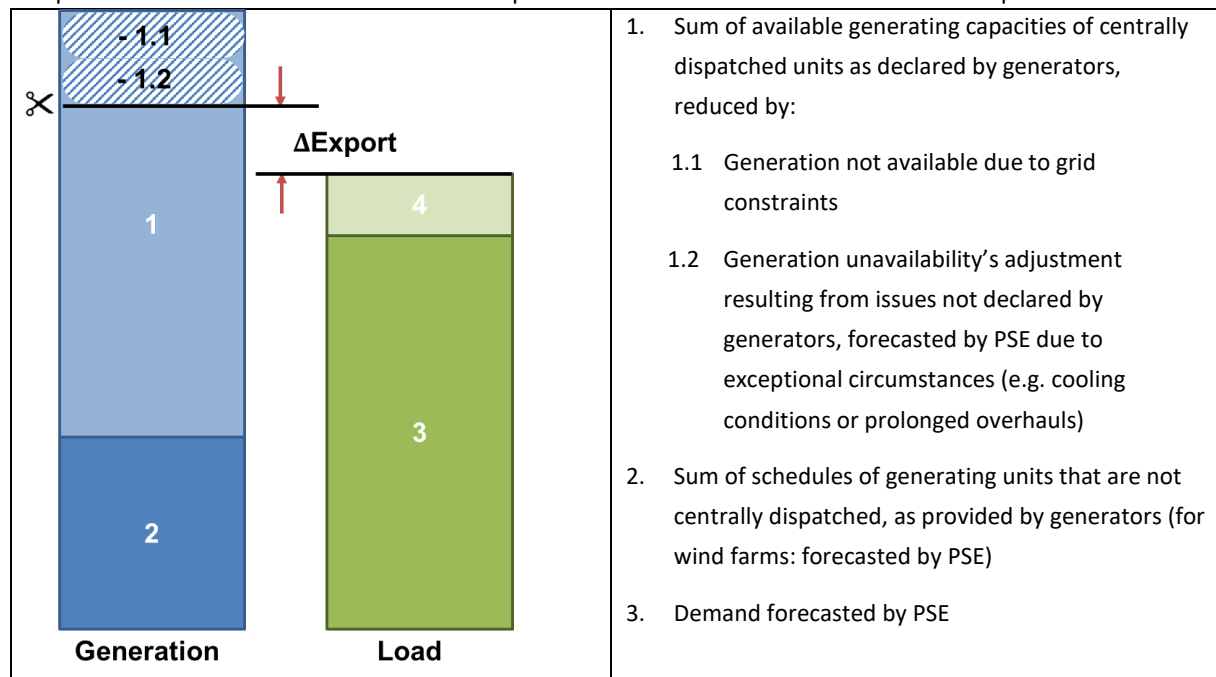 - 1.1
- 1.2
ΔExport
4
1
3
2
Generation
Load
1. Sum of available generating capacities of centrally
dispatched units as declared by generators,
reduced by:
1.1 Generation not available due to grid
constraints
1.2 Generation unavailability’s adjustment
resulting from issues not declared by
generators, forecasted by PSE due to
exceptional circumstances (e.g. cooling
conditions or prolonged overhauls)
2. Sum of schedules of generating units that are not
centrally dispatched, as provided by generators (for
wind farms: forecasted by PSE)
3. Demand forecasted by PSE